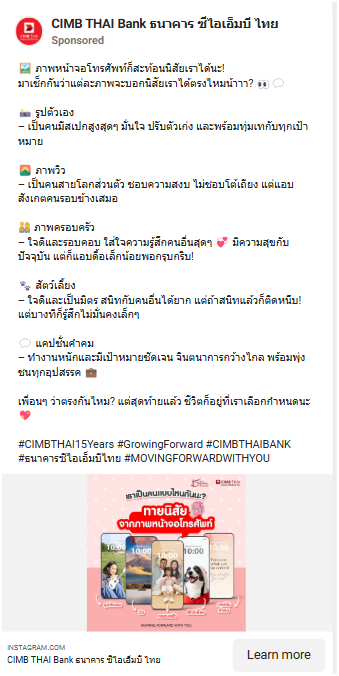 CIMB THAI Bank ธนาคาร ซีไอเอ็มบี ไทย
Sponsored
🖼️ ภาพหน้าจอโทรศัพท์ก็สะท้อนนิสัยเราได้นะ!
มาเช็กกันว่าแต่ละภาพจะบอกนิสัยเราได้ตรงไหมน้าาา? 👀 💬
📸 รูปตัวเอง
– เป็นคนมีสเปกสูงสุดๆ มั่นใจ ปรับตัวเก่ง และพร้อมทุ่มเทกับทุกเป้า
หมาย
🌄 ภาพวิว
– เป็นคนสายโลกส่วนตัว ชอบความสงบ ไม่ชอบโต้เถียง แต่แอบ
สังเกตคนรอบข้างเสมอ
👨‍👩‍👧‍👦 ภาพครอบครัว
– ใจดีและรอบคอบ ใส่ใจความรู้สึกคนอื่นสุดๆ 💞 มีความสุขกับ
ปัจจุบัน แต่ก็แอบดื้อเล็กน้อยพอกรุบกริบ!
🐾 สัตว์เลี้ยง
– ใจดีและเป็นมิตร สนิทกับคนอื่นได้ยาก แต่ถ้าสนิทแล้วก็ติดหนึบ!
แต่บางทีก็รู้สึกไม่มั่นคงเล็กๆ
💬 แคปชั่นคำคม
– ทำงานหนักและมีเป้าหมายชัดเจน จินตนาการกว้างไกล พร้อมพุ่ง
ชนทุกอุปสรรค 💼
เพื่อนๆ ว่าตรงกันไหม? แต่สุดท้ายแล้ว ชีวิตก็อยู่ที่เราเลือกกำหนดนะ
💖
#CIMBTHAI15Years #GrowingForward #CIMBTHAIBANK
#ธนาคารซีไอเอ็มบีไทย #MOVINGFORWARDWITHYOU
CIMB THAI
เราเป็นคนแบบไหนกันนะ?
ทายนิสัย
จากภาพหน้าจอโทรศัพท์
10:00
10:00
10:00
10:00
10:00
MOVING FORWARD WITH YOU
INSTAGRAM.COM
CIMB THAI Bank ธนาคาร ซีไอเอ็มบี ไทย
Learn more